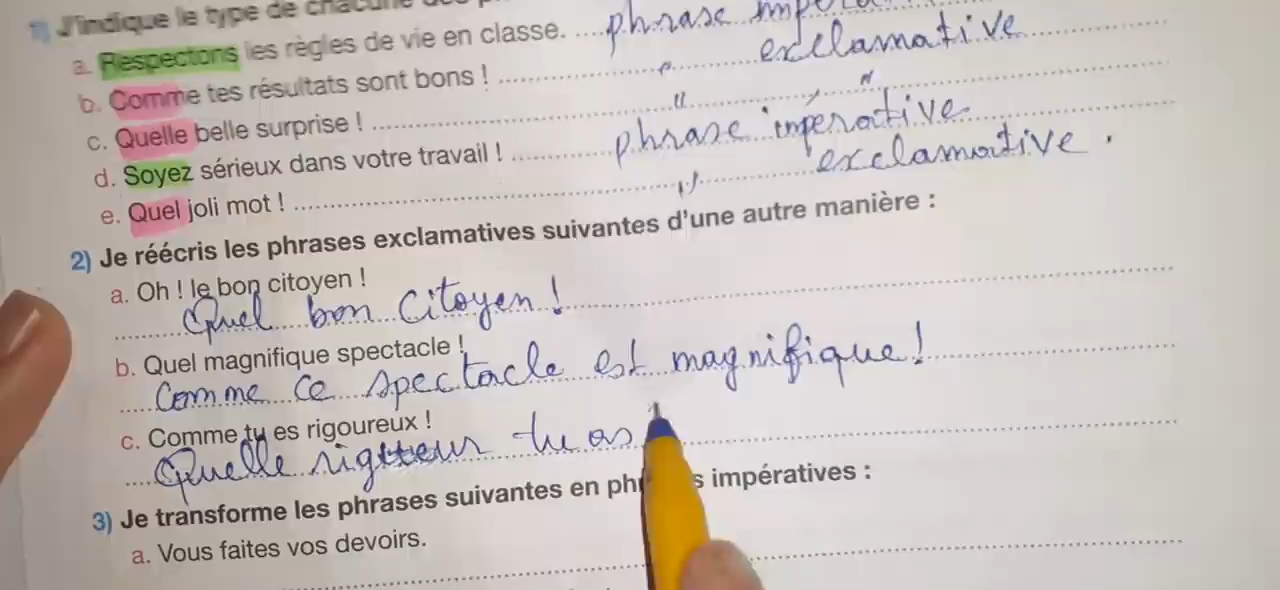 1) J'indique le type de chacune des
a. Respectons les règles de vie en classe. phrase
b. Comme tes résultats sont bons ! " exclamative
c. Quelle belle surprise ! " "
d. Soyez sérieux dans votre travail ! phrase impérative
e. Quel joli mot ! " exclamative.
2) Je réécris les phrases exclamatives suivantes d'une autre manière :
a. Oh ! le bon citoyen !
Quel bon citoyen !
b. Quel magnifique spectacle !
Comme ce spectacle est magnifique !
c. Comme tu es rigoureux !
Quelle rigueur tu as
3) Je transforme les phrases suivantes en phrases impératives :
a. Vous faites vos devoirs.